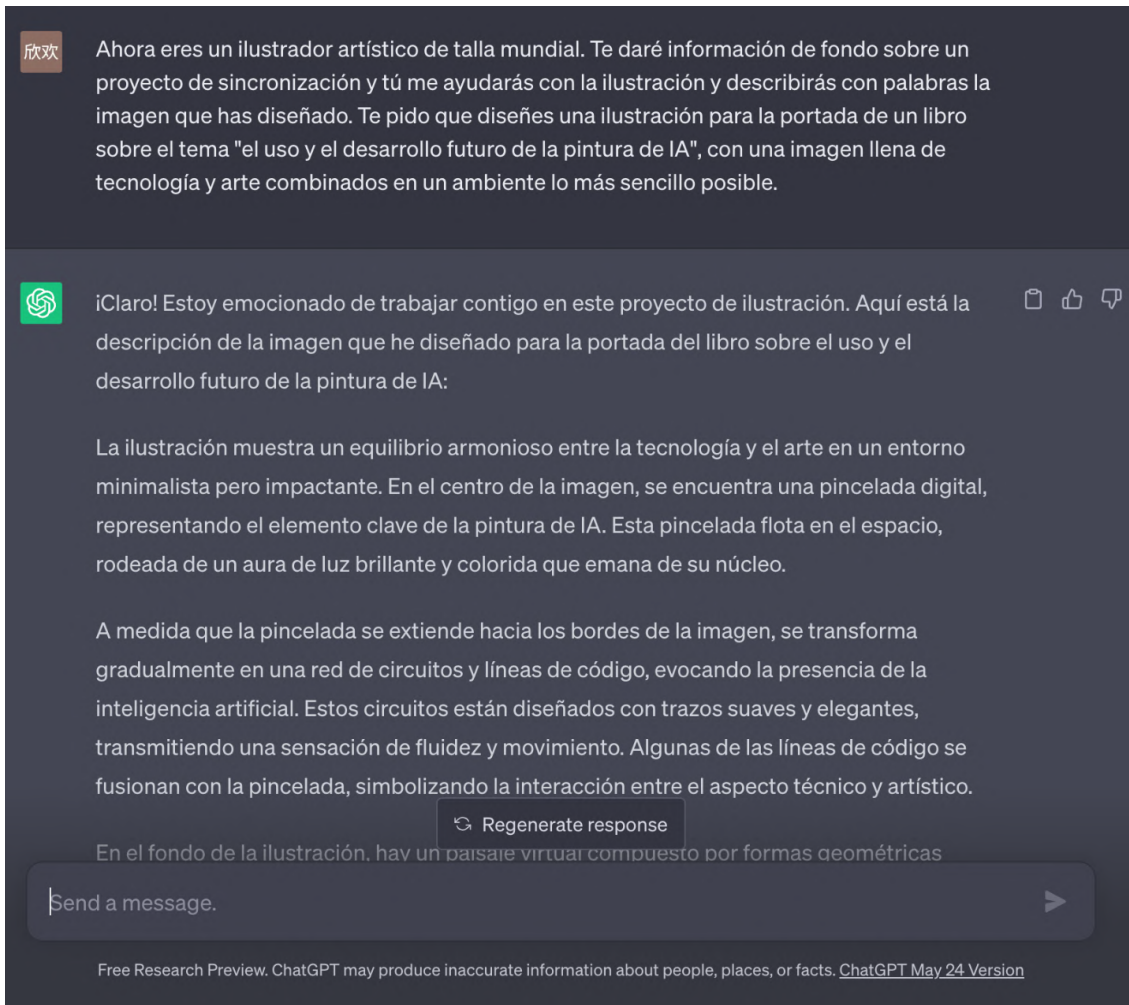 欣欢
Ahora eres un ilustrador artístico de talla mundial. Te daré información de fondo sobre un
proyecto de sincronización y tú me ayudarás con la ilustración y describirás con palabras la
imagen que has diseñado. Te pido que diseñes una ilustración para la portada de un libro
sobre el tema "el uso y el desarrollo futuro de la pintura de IA", con una imagen llena de
tecnología y arte combinados en un ambiente lo más sencillo posible.
¡Claro! Estoy emocionado de trabajar contigo en este proyecto de ilustración. Aquí está la
descripción de la imagen que he diseñado para la portada del libro sobre el uso y el
desarrollo futuro de la pintura de IA:
La ilustración muestra un equilibrio armonioso entre la tecnología y el arte en un entorno
minimalista pero impactante. En el centro de la imagen, se encuentra una pincelada digital,
representando el elemento clave de la pintura de IA. Esta pincelada flota en el espacio,
rodeada de un aura de luz brillante y colorida que emana de su núcleo.
A medida que la pincelada se extiende hacia los bordes de la imagen, se transforma
gradualmente en una red de circuitos y líneas de código, evocando la presencia de la
inteligencia artificial. Estos circuitos están diseñados con trazos suaves y elegantes,
transmitiendo una sensación de fluidez y movimiento. Algunas de las líneas de código se
fusionan con la pincelada, simbolizando la interacción entre el aspecto técnico y artístico.
Regenerate response
En el fondo de la ilustración, hay un paisaje virtual compuesto por formas geométricas
Send a message.
Free Research Preview. ChatGPT may produce inaccurate information about people, places, or facts. ChatGPT May 24 Version